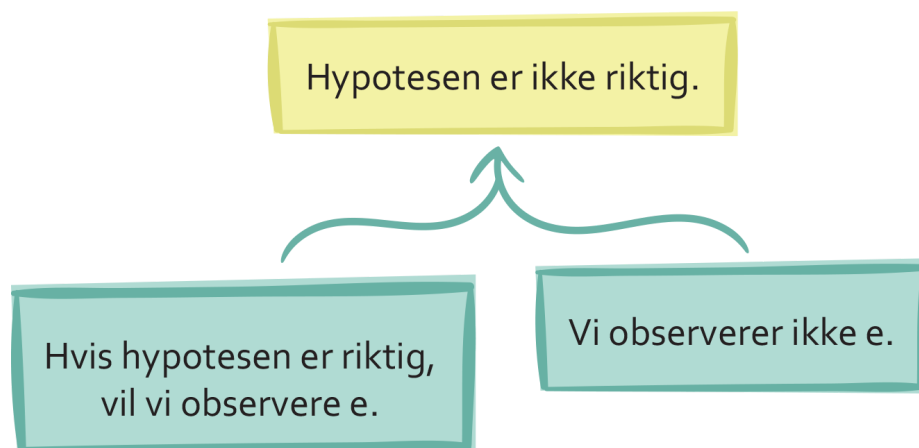 Hypotesen er ikke riktig.
Hvis hypotesen er riktig,
vil vi observere e.
Vi observerer ikke e.